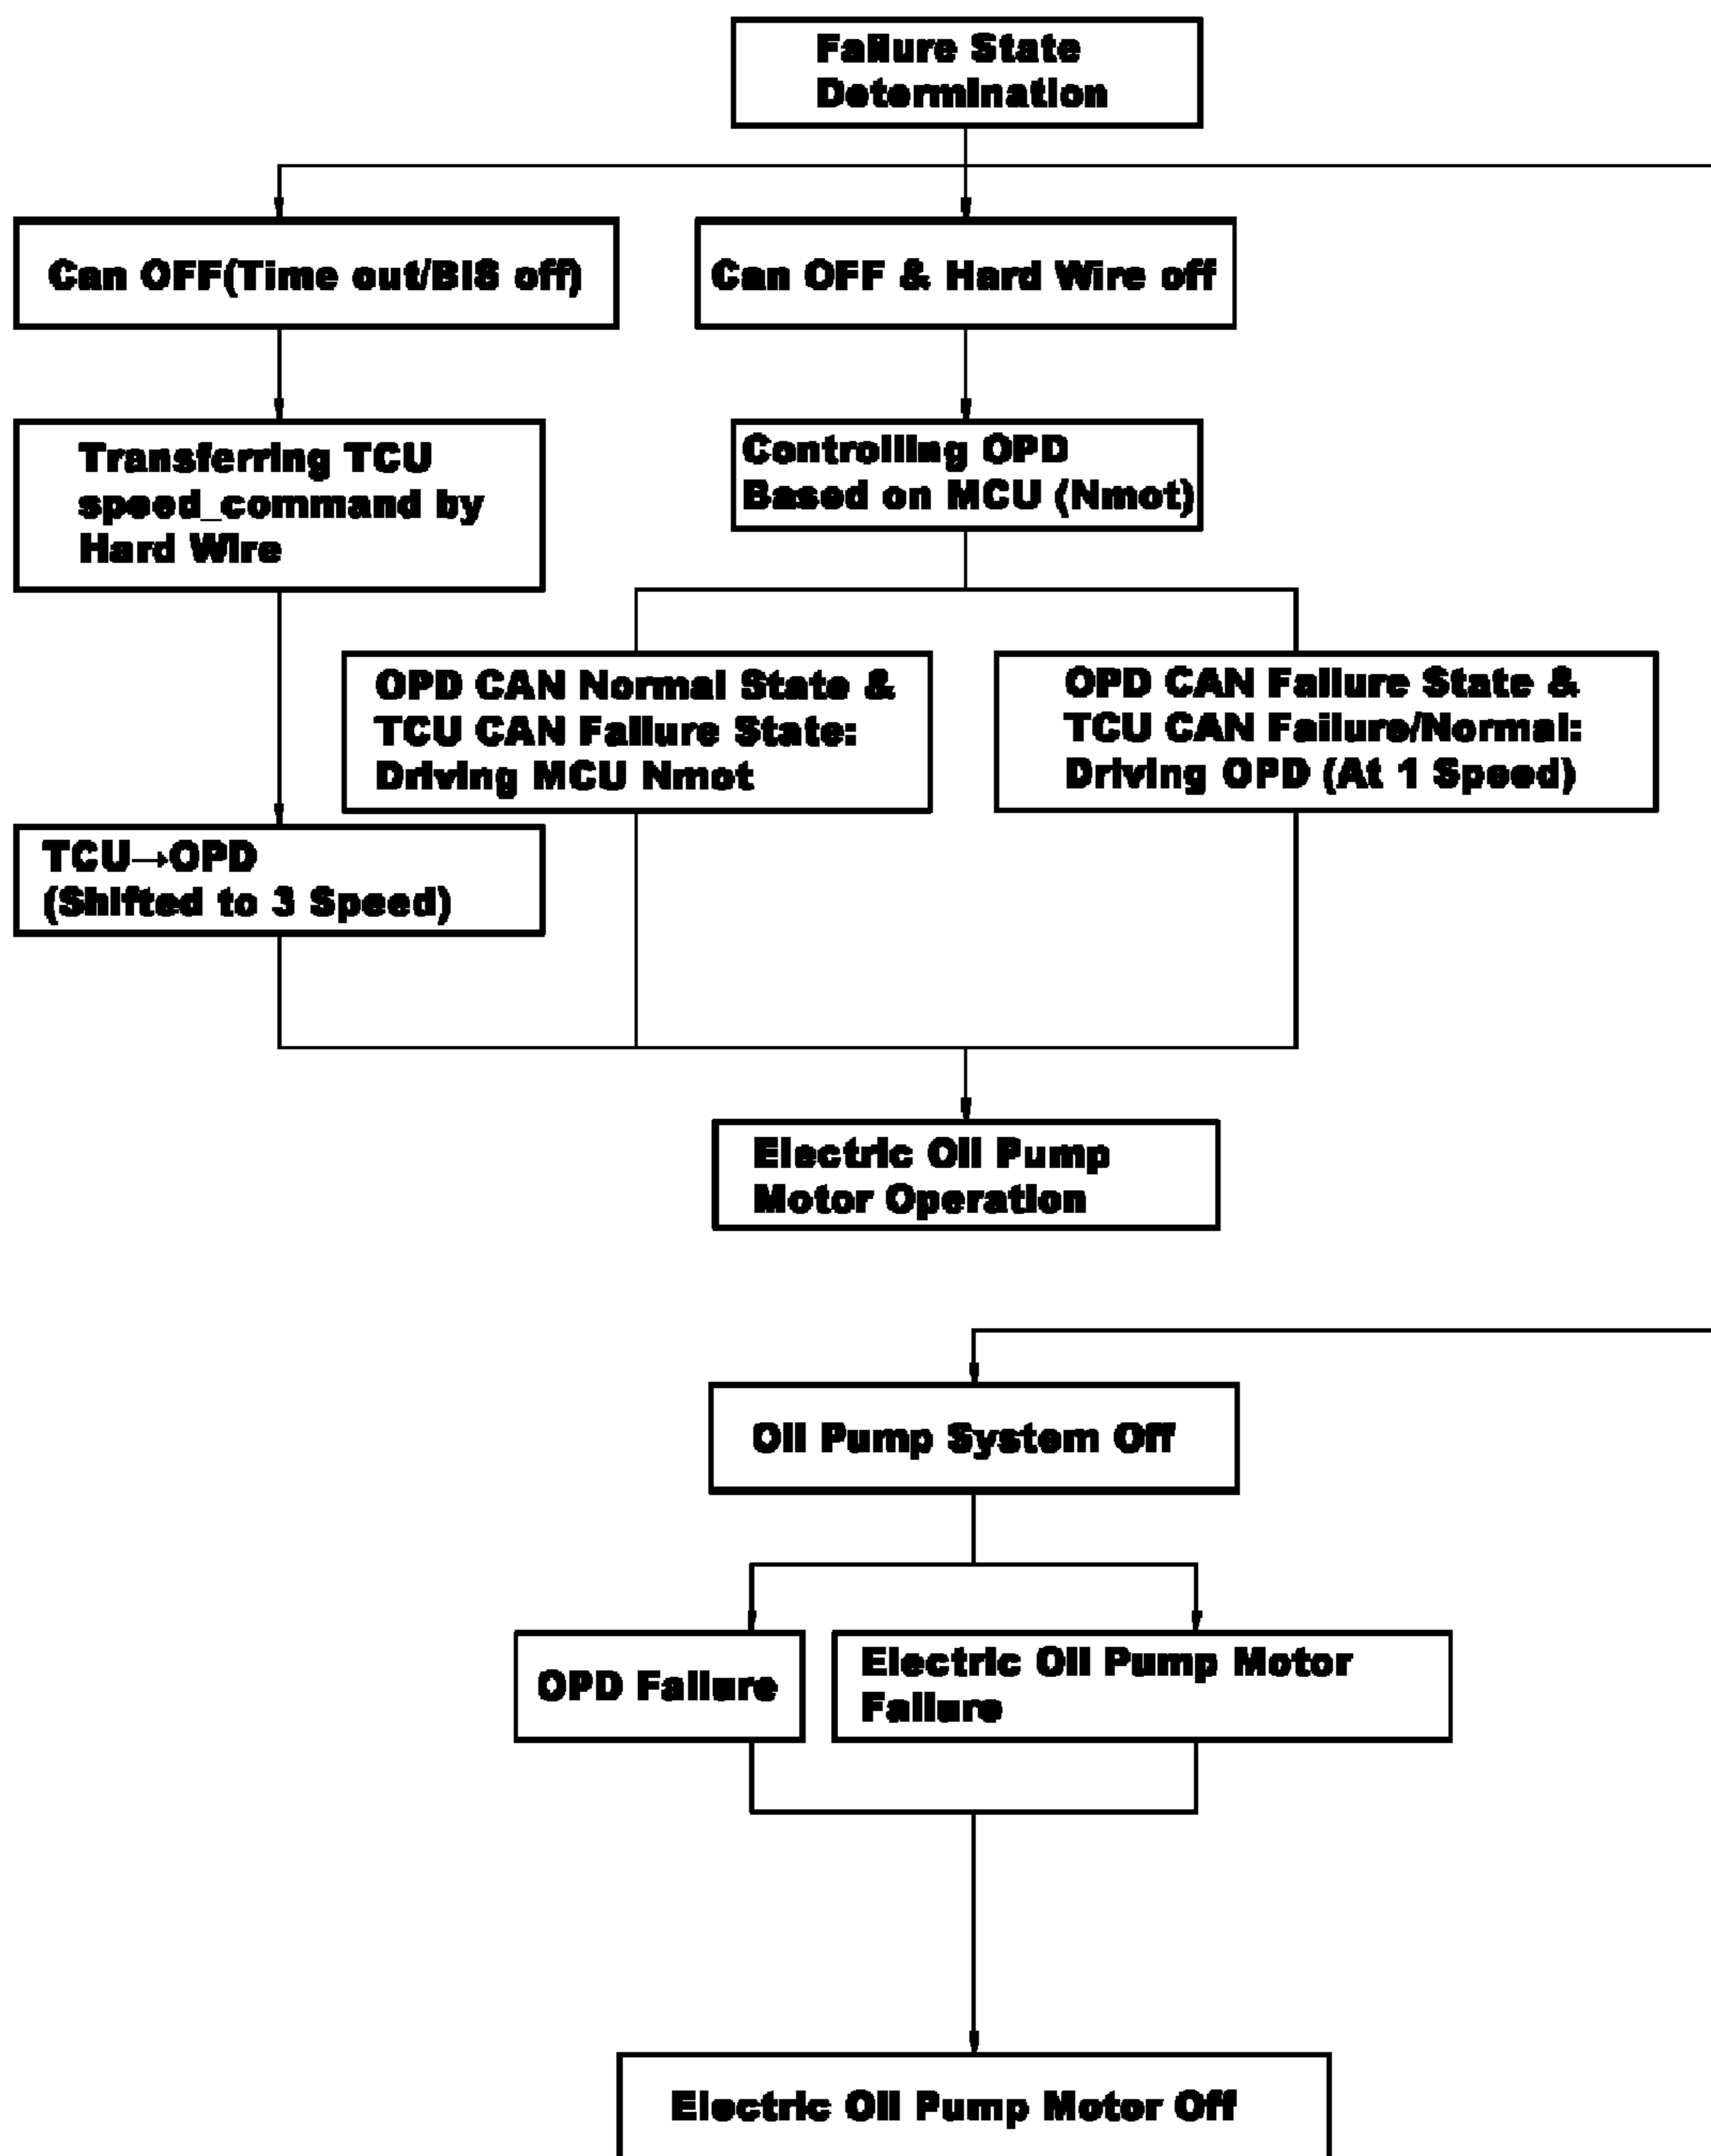 Failure State
Determination
Can OFF(Time out/BIS off)
Can OFF & Hard Wire off
Transferring TCU
speed_command by
Hard Wire
Controlling OPD
Based on MCU (Nmot)
OPD CAN Normal State &
TCU CAN Failure State:
Driving MCU Nmot
OPD CAN Failure State &
TCU CAN Failure/Normal:
Driving OPD (At 1 Speed)
TCU→OPD
(Shifted to 3 Speed)
Electric Oil Pump
Motor Operation
Oil Pump System Off
OPD Failure
Electric Oil Pump Motor
Failure
Electric Oil Pump Motor Off